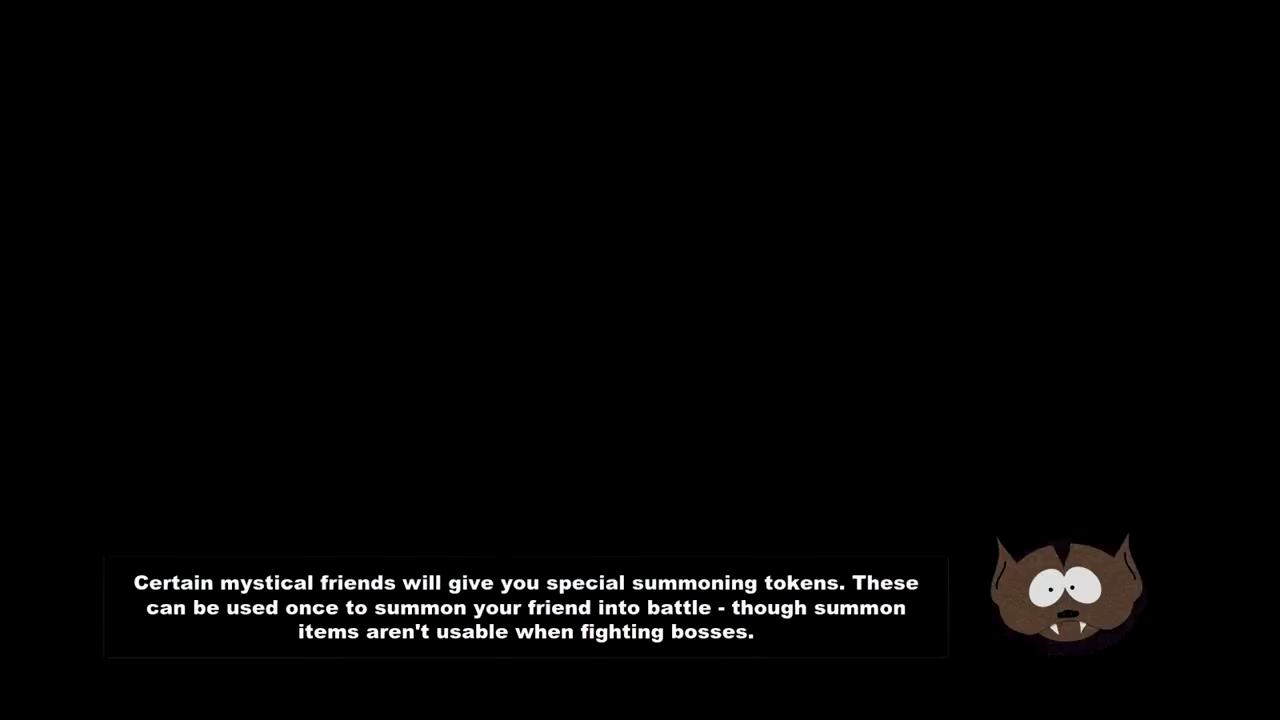 Certain mystical friends will give you special summoning tokens. These
can be used once to summon your friend into battle - though summon
items aren't usable when fighting bosses.